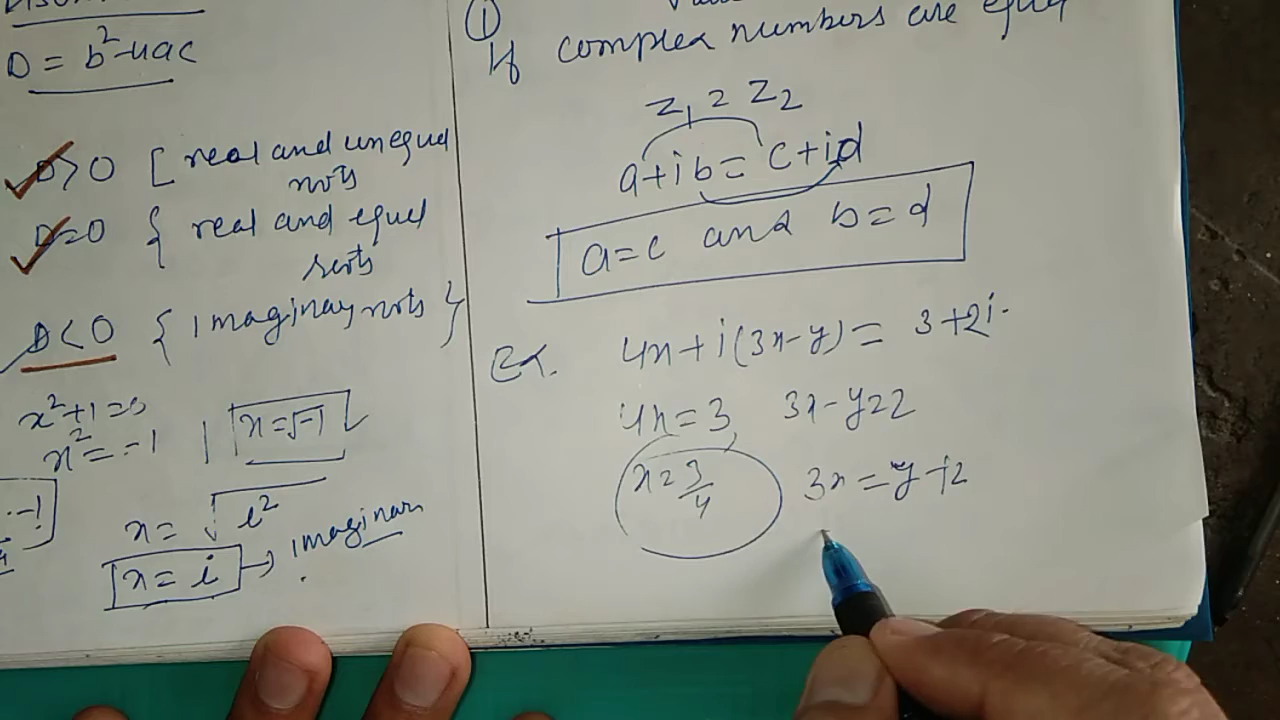 D = b²-4ac
D>0 [ real and unequal
roots
D=0 { real and equal
roots
D<0 { imaginary roots }
x²+1=0
x² = -1 | x=√-1
x = √i²
x = i → imaginary
①
If complex numbers are equal
z₁ = z₂
a+ib = c+id
a=c and b=d
Ex. 4x+i(3x-y) = 3+2i.
4x=3 3x-y=2
x=3/4 3x=y+2